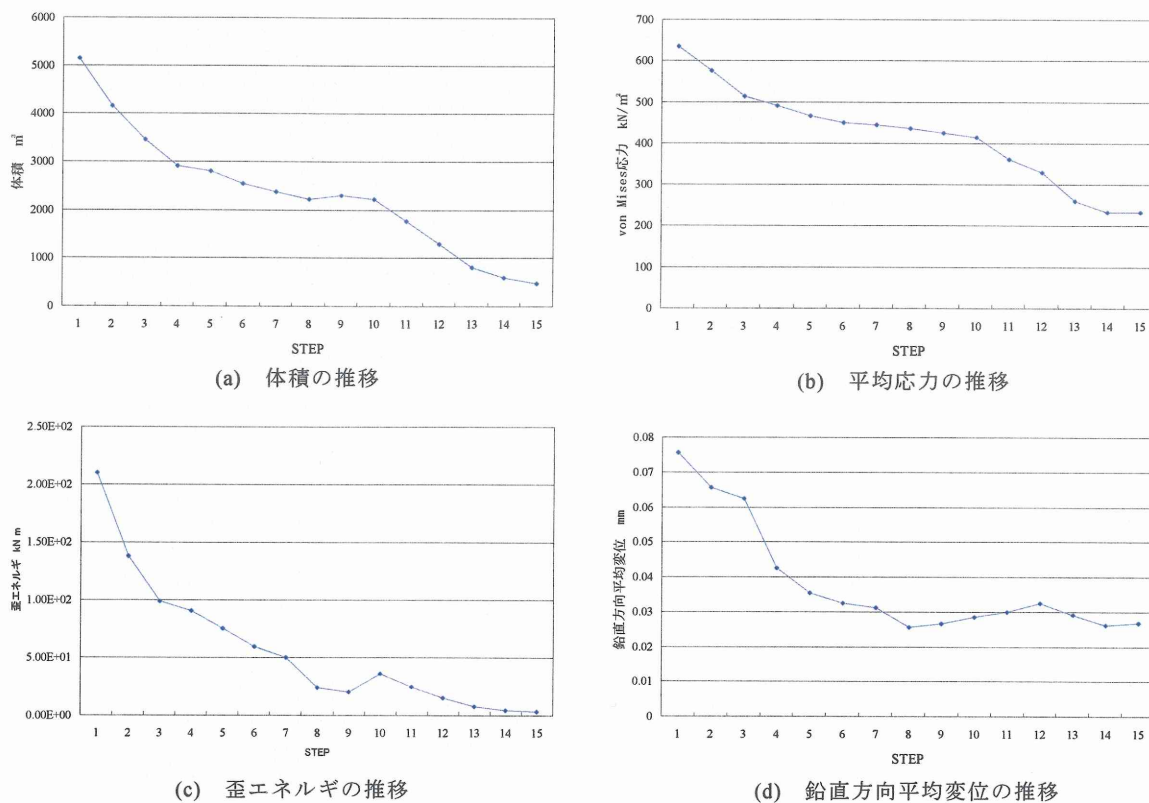 6000
5000
4000
3000
2000
1000
0
体積 m³
1 2 3 4 5 6 7 8 9 10 11 12 13 14 15
STEP
(a) 体積の推移
700
600
500
400
300
200
100
0
von Mises応力 kN/㎡
1 2 3 4 5 6 7 8 9 10 11 12 13 14 15
STEP
(b) 平均応力の推移
2.50E+02
2.00E+02
1.50E+02
1.00E+02
5.00E+01
0.00E+00
歪エネルギ kN m
1 2 3 4 5 6 7 8 9 10 11 12 13 14 15
STEP
(c) 歪エネルギの推移
0.08
0.07
0.06
0.05
0.04
0.03
0.02
0.01
0
鉛直方向平均変位 mm
1 2 3 4 5 6 7 8 9 10 11 12 13 14 15
STEP
(d) 鉛直方向平均変位の推移